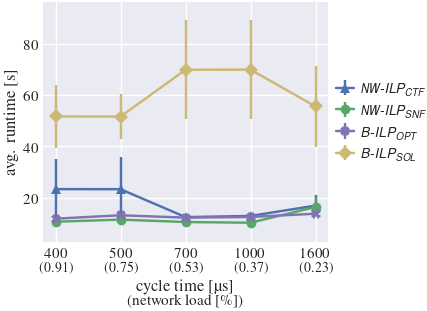 80
60
40
20
avg. runtime [s]
400 500 700 1000 1600
(0.91) (0.75) (0.53) (0.37) (0.23)
cycle time [µs]
(network load [%])
NW-ILP_CTF
NW-ILP_SNF
B-ILP_OPT
B-ILP_SOL